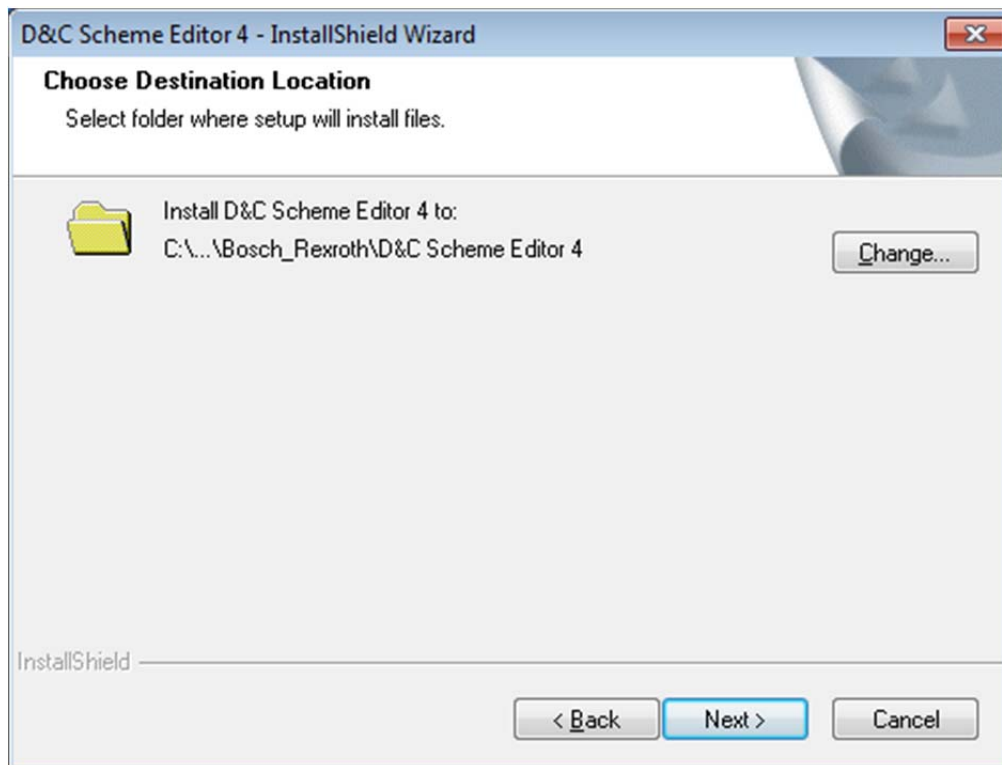 D&C Scheme Editor 4 - InstallShield Wizard
Choose Destination Location
Select folder where setup will install files.
Install D&C Scheme Editor 4 to:
C:\...\Bosch_Rexroth\D&C Scheme Editor 4
Change...
InstallShield
< Back
Next >
Cancel